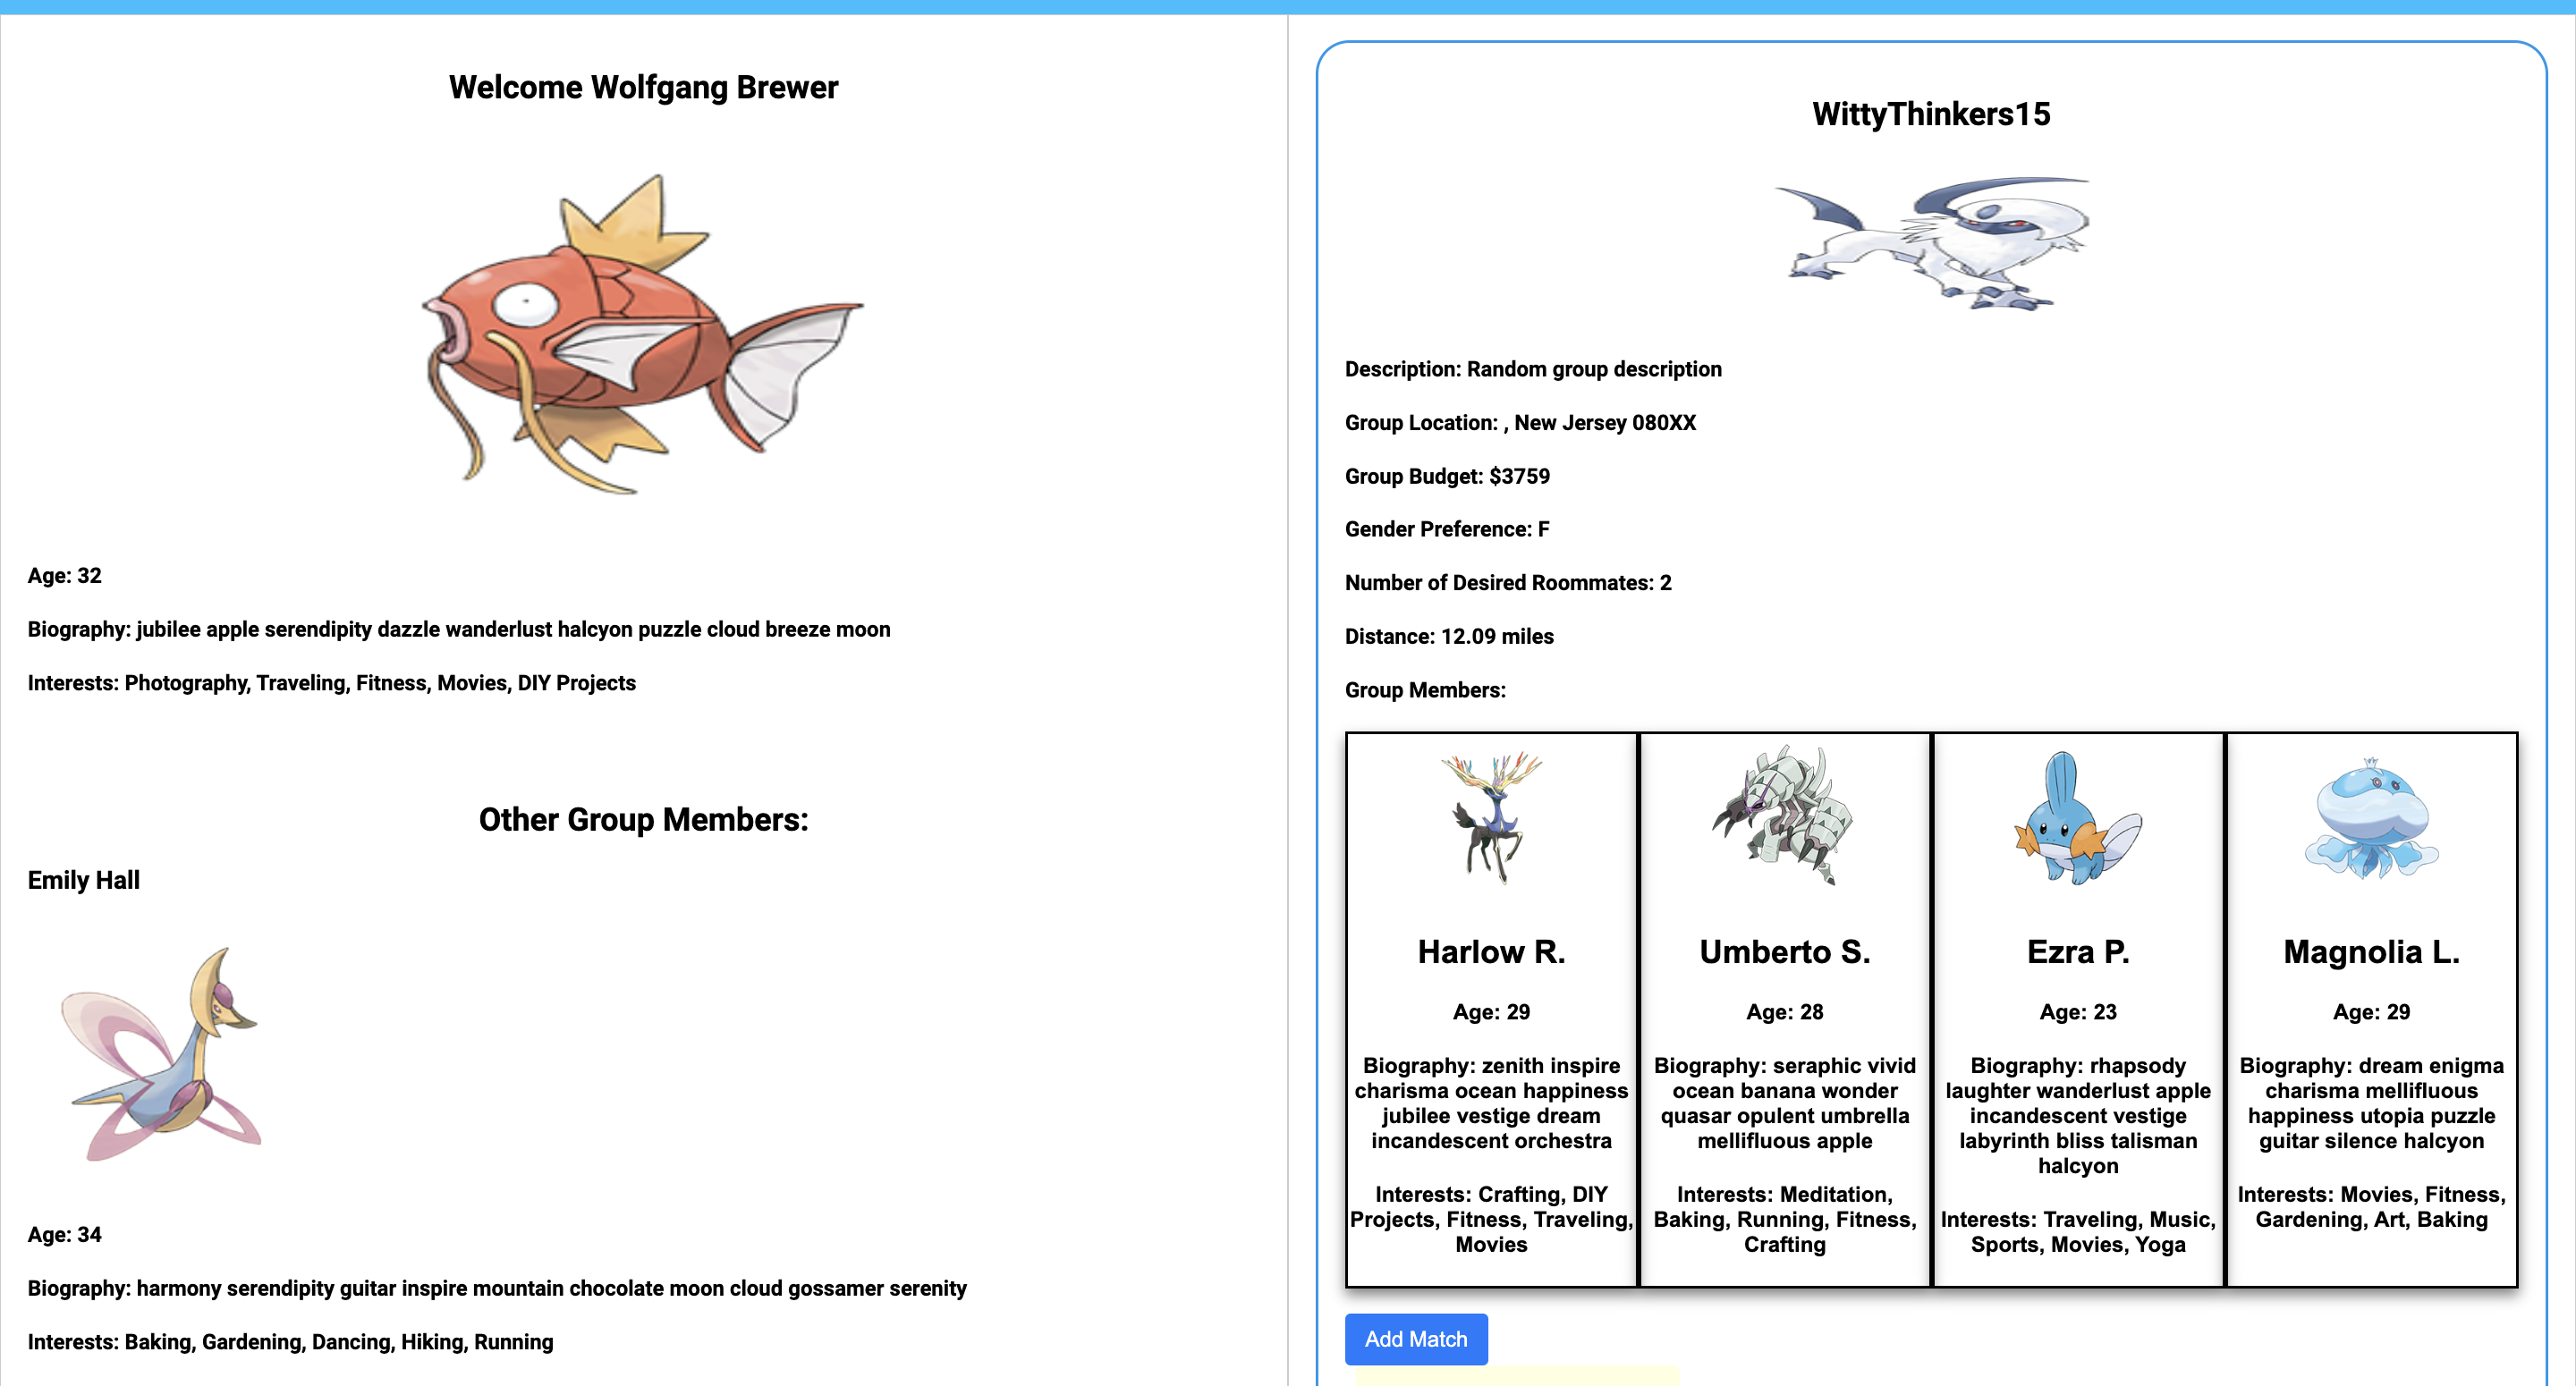 Welcome Wolfgang Brewer
Age: 32
Biography: jubilee apple serendipity dazzle wanderlust halcyon puzzle cloud breeze moon
Interests: Photography, Traveling, Fitness, Movies, DIY Projects
Other Group Members:
Emily Hall
Age: 34
Biography: harmony serendipity guitar inspire mountain chocolate moon cloud gossamer serenity
Interests: Baking, Gardening, Dancing, Hiking, Running
WittyThinkers15
Description: Random group description
Group Location: , New Jersey 080XX
Group Budget: $3759
Gender Preference: F
Number of Desired Roommates: 2
Distance: 12.09 miles
Group Members:
Harlow R.
Age: 29
Biography: zenith inspire
charisma ocean happiness
jubilee vestige dream
incandescent orchestra
Interests: Crafting, DIY
Projects, Fitness, Traveling,
Movies
Umberto S.
Age: 28
Biography: seraphic vivid
ocean banana wonder
quasar opulent umbrella
mellifluous apple
Interests: Meditation,
Baking, Running, Fitness,
Crafting
Ezra P.
Age: 23
Biography: rhapsody
laughter wanderlust apple
incandescent vestige
labyrinth bliss talisman
halcyon
Interests: Traveling, Music,
Sports, Movies, Yoga
Magnolia L.
Age: 29
Biography: dream enigma
charisma mellifluous
happiness utopia puzzle
guitar silence halcyon
Interests: Movies, Fitness,
Gardening, Art, Baking
Add Match